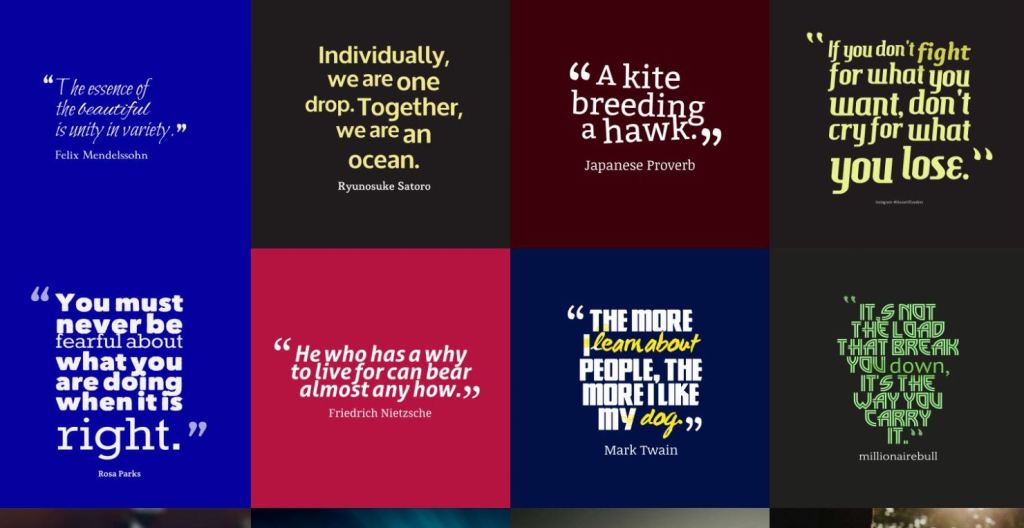 “The essence of
the beautiful
is unity in variety.”
Felix Mendelssohn
Individually,
we are one
drop. Together,
we are an
ocean.
Ryunosuke Satoro
“A kite
breeding
a hawk.”
Japanese Proverb
“If you don't fight
for what you
want, don't
cry for what
you lose.”
“You must
never be
fearful about
what you
are doing
when it is
right.”
Rosa Parks
“He who has a why
to live for can bear
almost any how.”
Friedrich Nietzsche
“THE MORE
I learn about
PEOPLE, THE
MORE I LIKE
MY dog.”
Mark Twain
“IT,S NOT
THE LOAD
THAT BREAK
YOU down,
IT'S THE
WAY YOU
CARRY
IT.“
millionairebull